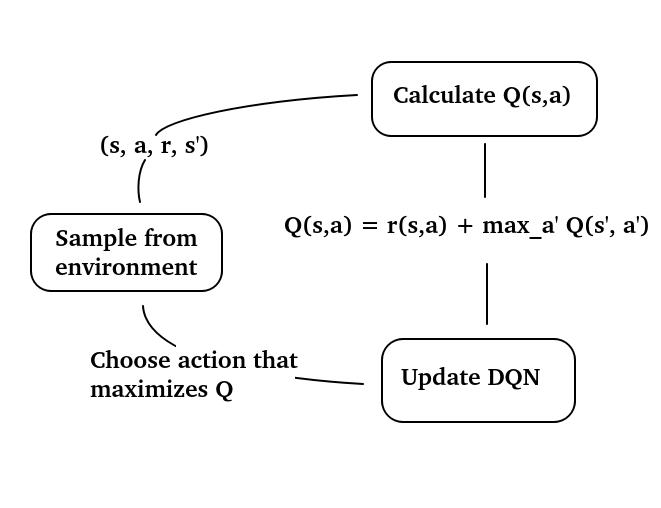 Calculate Q(s,a)
(s, a, r, s')
Q(s,a) = r(s,a) + max_a' Q(s', a')
Sample from
environment
Choose action that
maximizes Q
Update DQN